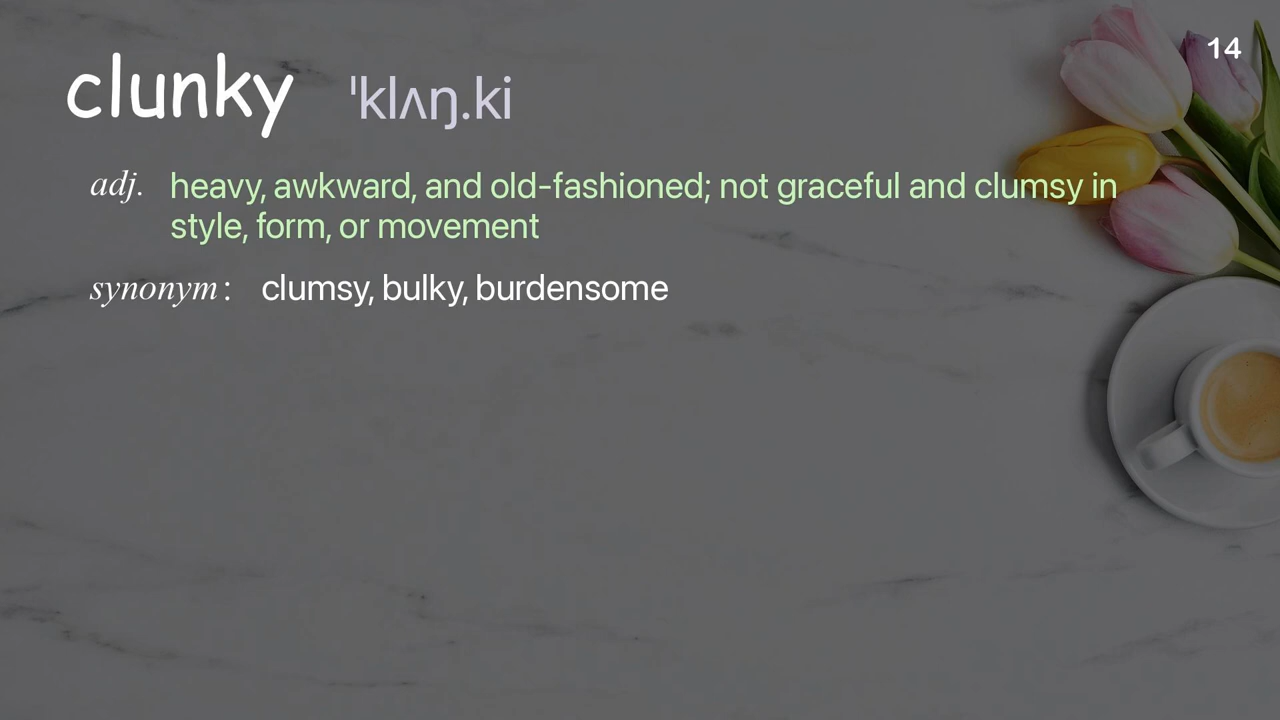 14
clunky ˈklʌŋ.ki
adj. heavy, awkward, and old-fashioned; not graceful and clumsy in
style, form, or movement
synonym : clumsy, bulky, burdensome